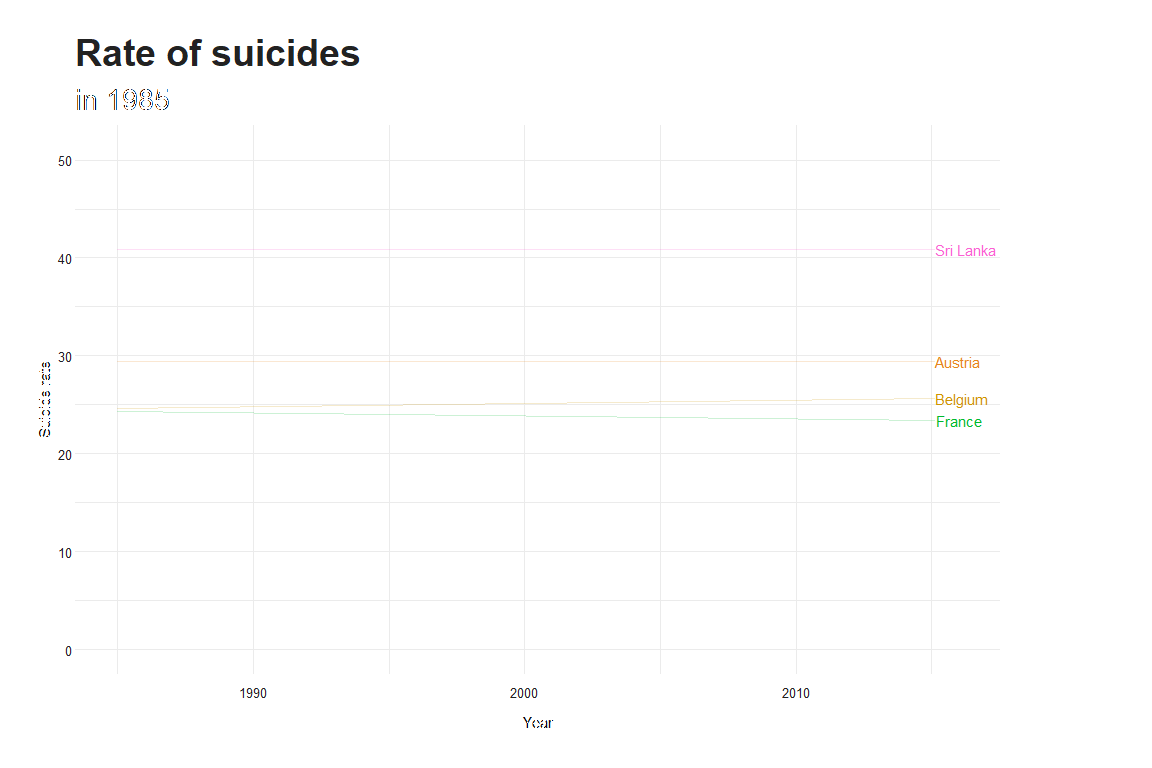 Rate of suicides
in 1985
50
40
30
20
10
0
Suicide rate
Sri Lanka
Austria
Belgium
France
1990
2000
2010
Year